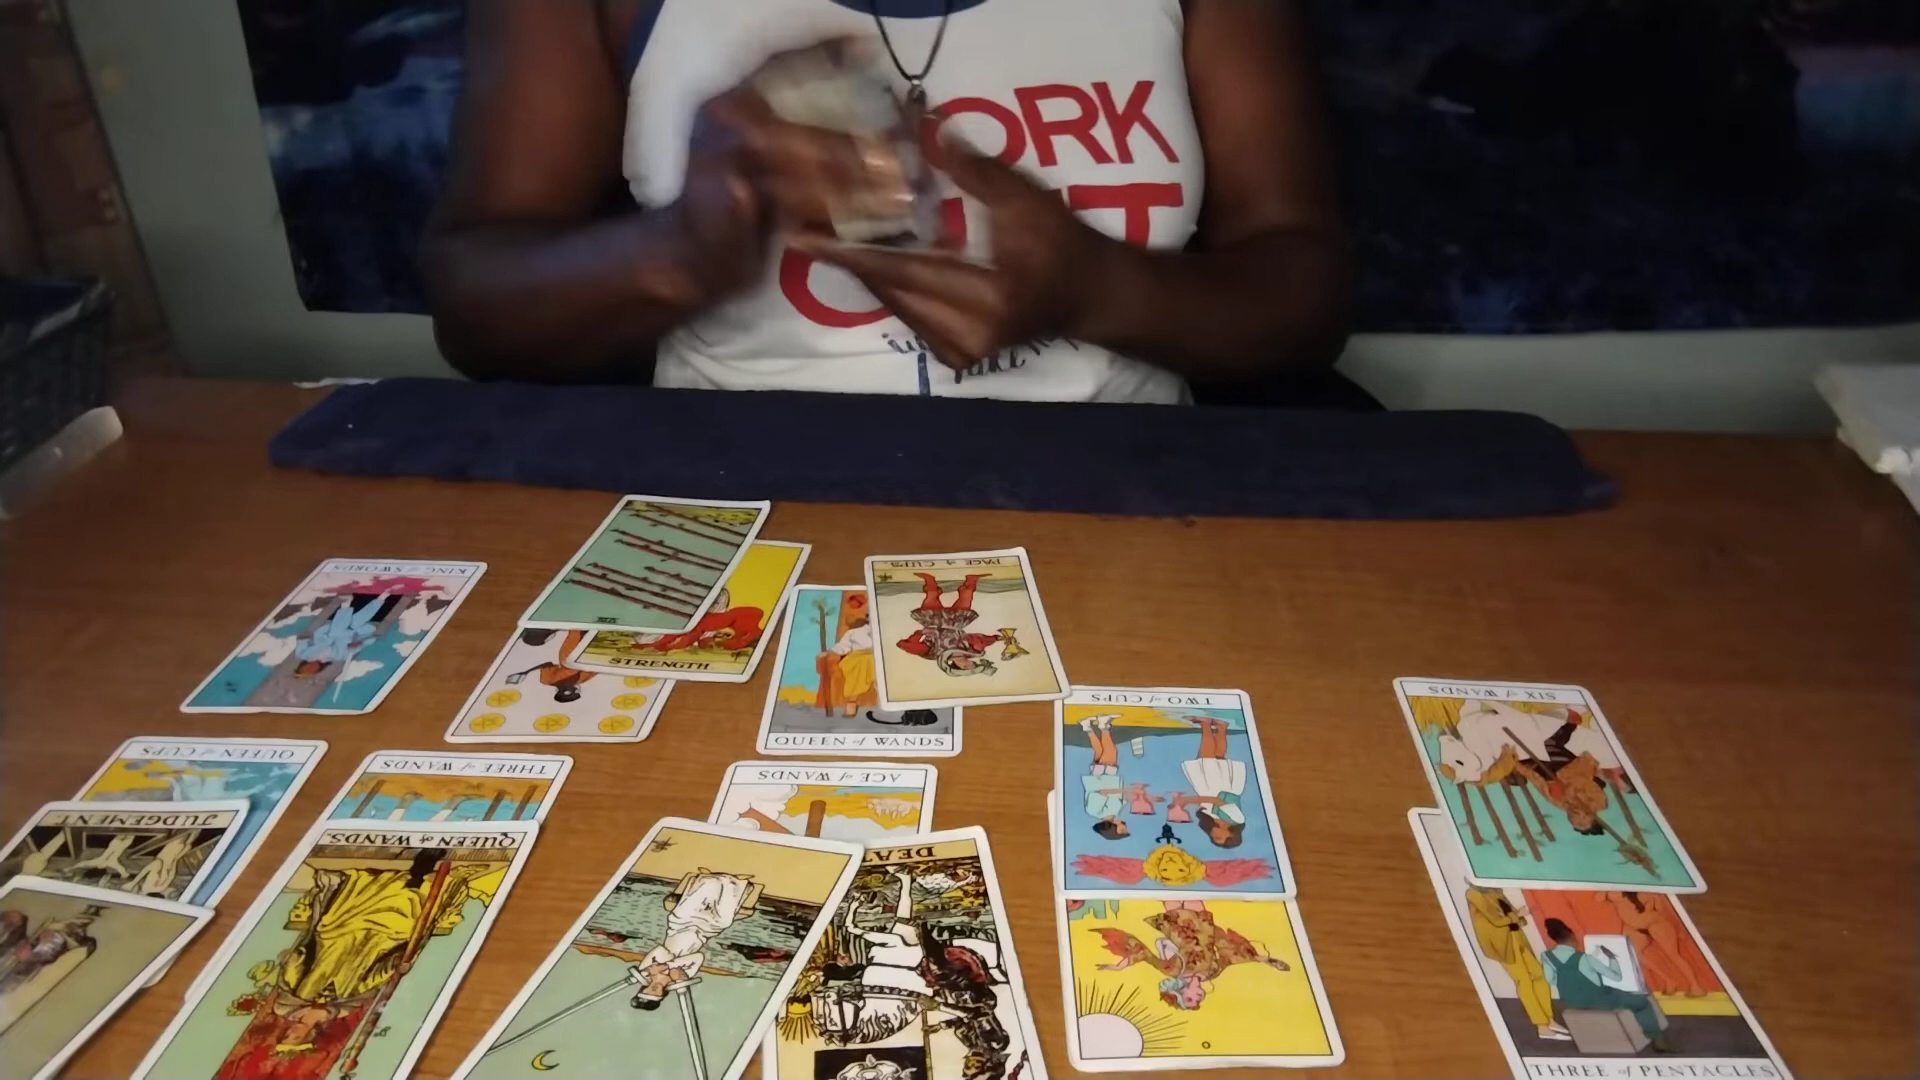 ORK
PAGE of CUPS
KING of SWORDS
STRENGTH
QUEEN of WANDS
TWO of CUPS
SIX of WANDS
QUEEN of CUPS
THREE of WANDS
ACE of WANDS
JUDGEMENT.
QUEEN of WANDS.
DEA
THREE of PENTACLES